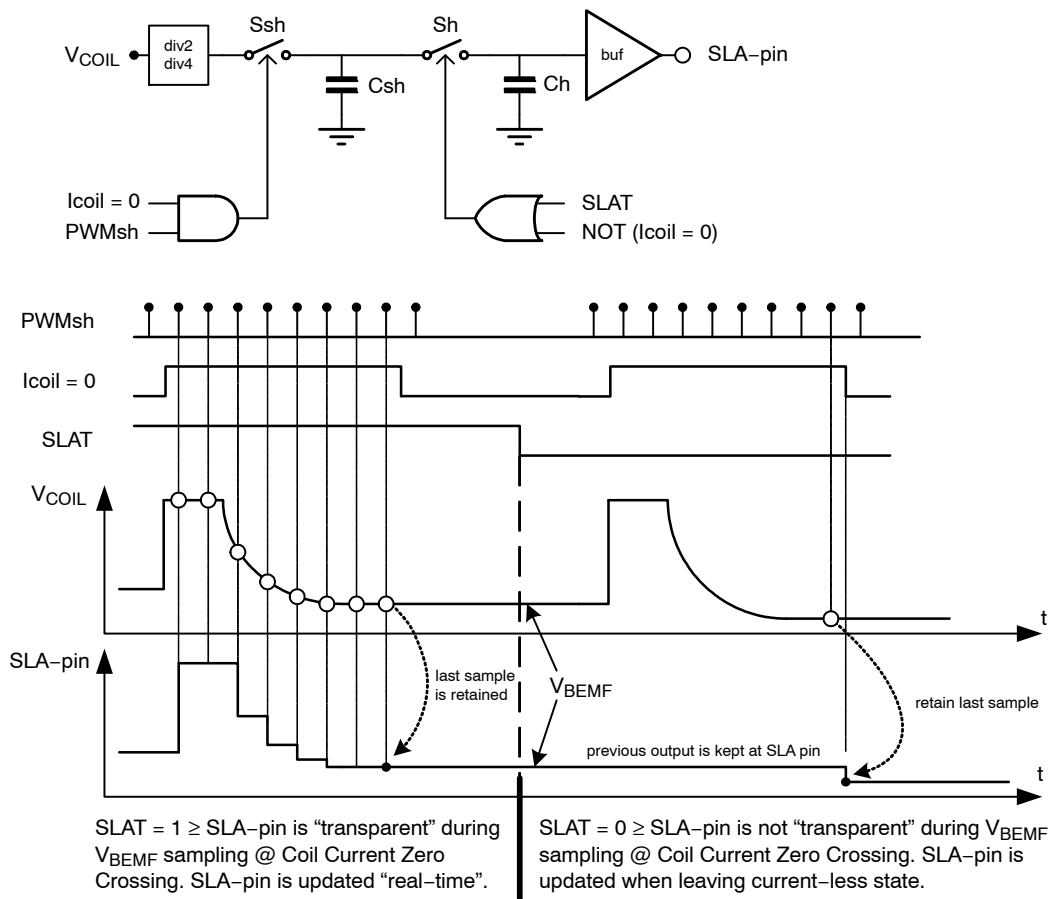 Ssh
Sh
VCOIL
div2
div4
buf
SLA−pin
Csh
Ch
Icoil = 0
PWMsh
SLAT
NOT (Icoil = 0)
PWMsh
Icoil = 0
SLAT
VCOIL
t
SLA−pin
last sample
is retained
VBEMF
retain last sample
previous output is kept at SLA pin
t
SLAT = 1 ≥ SLA−pin is “transparent” during
VBEMF sampling @ Coil Current Zero
Crossing. SLA−pin is updated “real−time”.
SLAT = 0 ≥ SLA−pin is not “transparent” during VBEMF
sampling @ Coil Current Zero Crossing. SLA−pin is
updated when leaving current−less state.